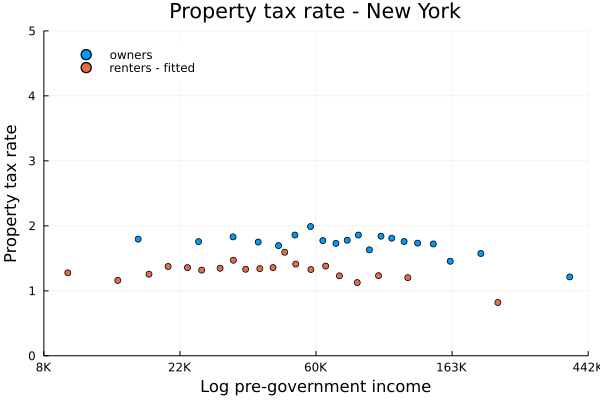 Property tax rate - New York
owners
renters - fitted
Property tax rate
5
4
3
2
1
0
8K 22K 60K 163K 442K
Log pre-government income